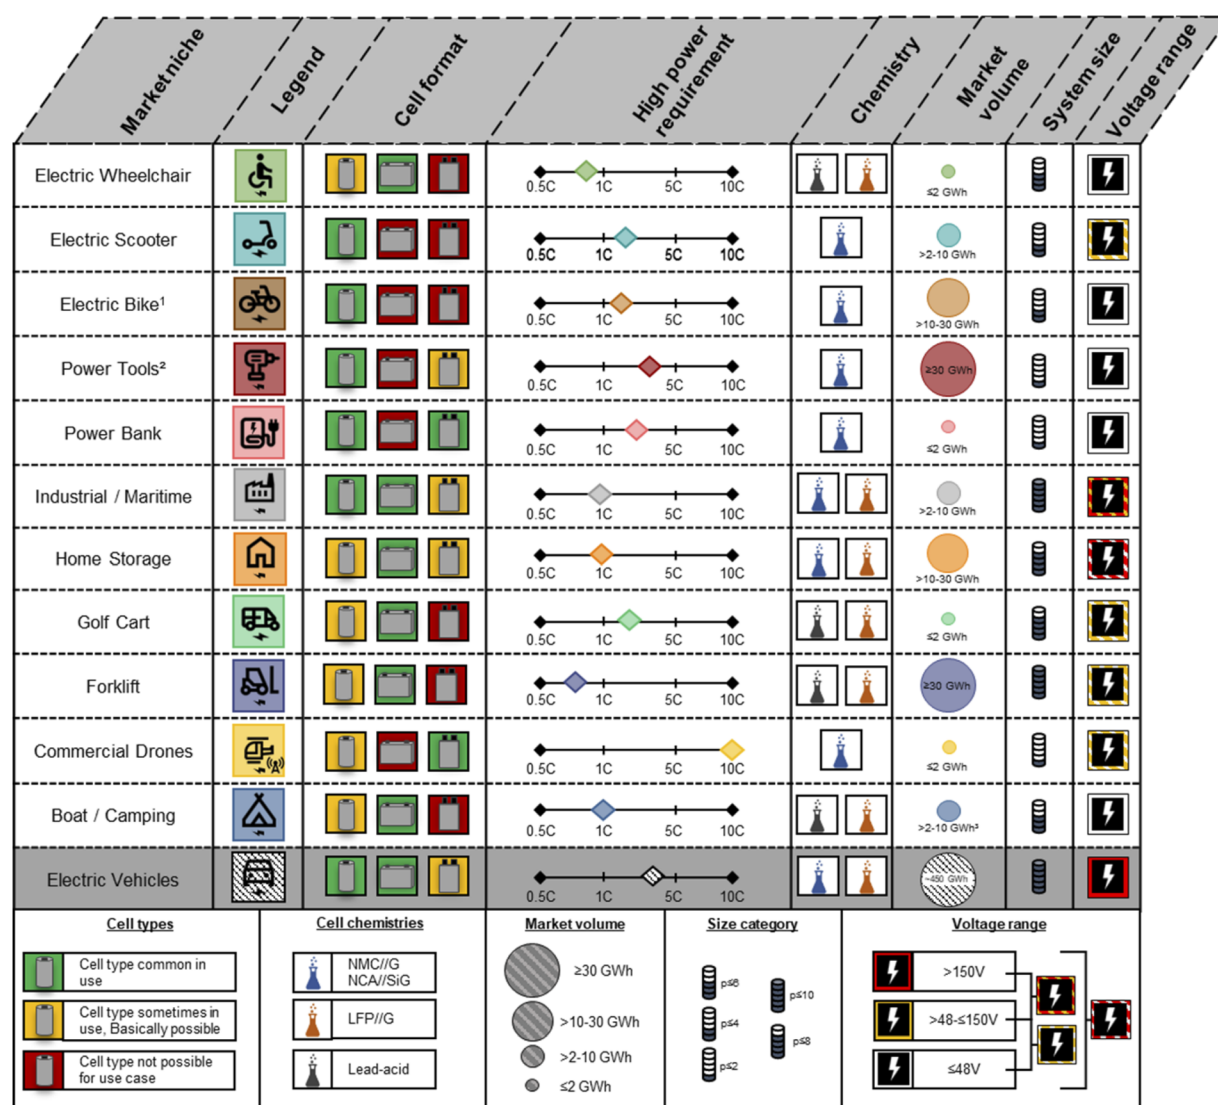 Market niche
Legend
Cell format
High power
requirement
Chemistry
Market
volume
System size
Voltage range
Electric Wheelchair
0.5C 1C 5C 10C
≤2 GWh
Electric Scooter
0.5C 1C 5C 10C
>2-10 GWh
Electric Bike¹
0.5C 1C 5C 10C
>10-30 GWh
Power Tools²
0.5C 1C 5C 10C
≥30 GWh
Power Bank
0.5C 1C 5C 10C
≤2 GWh
Industrial / Maritime
0.5C 1C 5C 10C
>2-10 GWh
Home Storage
0.5C 1C 5C 10C
>10-30 GWh
Golf Cart
0.5C 1C 5C 10C
≤2 GWh
Forklift
0.5C 1C 5C 10C
≥30 GWh
Commercial Drones
0.5C 1C 5C 10C
≤2 GWh
Boat / Camping
0.5C 1C 5C 10C
>2-10 GWh³
Electric Vehicles
0.5C 1C 5C 10C
~450 GWh
Cell types
Cell type common in
use
Cell type sometimes in
use, Basically possible
Cell type not possible
for use case
Cell chemistries
NMC//G
NCA//SiG
LFP//G
Lead-acid
Market volume
≥30 GWh
>10-30 GWh
>2-10 GWh
≤2 GWh
Size category
p≤6
p≤10
p≤4
p≤8
p≤2
Voltage range
>150V
>48-≤150V
≤48V